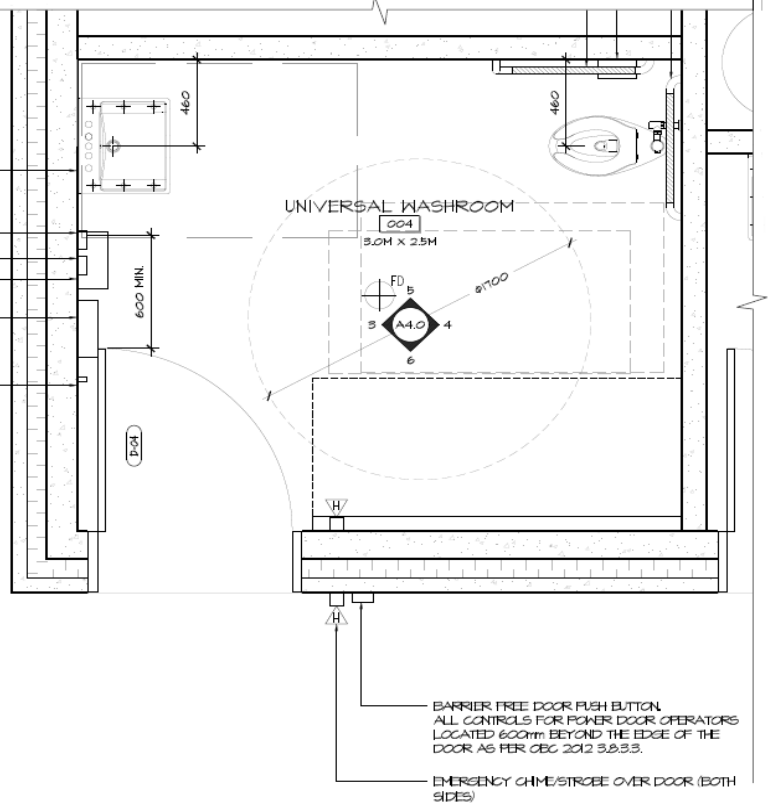 460
460
UNIVERSAL WASHROOM
004
3.0M X 2.5M
600 MIN.
FD
ø1700
5
3
A4.0
4
6
D-04
H
H
BARRIER FREE DOOR PUSH BUTTON.
ALL CONTROLS FOR POWER DOOR OPERATORS
LOCATED 600mm BEYOND THE EDGE OF THE
DOOR AS PER OBC 2012 3.8.3.3.
EMERGENCY CHIME/STROBE OVER DOOR (BOTH
SIDES)